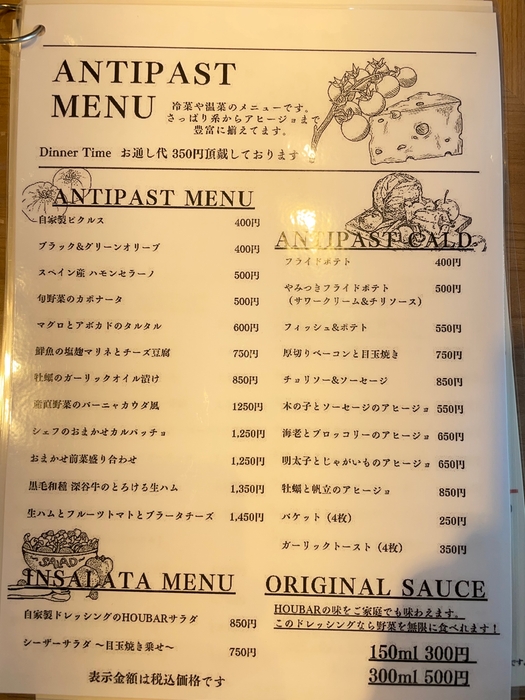 ANTIPAST
MENU
冷菜や温菜のメニューです。
さっぱり系からアヒージョまで
豊富に揃えてます。
Dinner Time お通し代 350円頂戴しております
ANTIPAST MENU
自家製ピクルス 400円
ブラック&グリーンオリーブ 400円
スペイン産 ハモンセラーノ 500円
旬野菜のカポナータ 500円
マグロとアボカドのタルタル 600円
鮮魚の塩麹マリネとチーズ豆腐 750円
牡蠣のガーリックオイル漬け 850円
産直野菜のバーニャカウダ風 1250円
シェフのおまかせカルパッチョ 1,250円
おまかせ前菜盛り合わせ 1,250円
黒毛和種 深谷牛のとろける生ハム 1,350円
生ハムとフルーツトマトとブラータチーズ 1,450円
ANTIPAST CALD
フライドポテト 400円
やみつきフライドポテト 500円
(サワークリーム&チリソース)
フィッシュ&ポテト 550円
厚切りベーコンと目玉焼き 750円
チョリソー&ソーセージ 850円
木の子とソーセージのアヒージョ 550円
海老とブロッコリーのアヒージョ 650円
明太子とじゃがいものアヒージョ 650円
牡蠣と帆立のアヒージョ 850円
バケット (4枚) 250円
ガーリックトースト (4枚) 350円
SALAD
INSALATA MENU
自家製ドレッシングのHOUBARサラダ 850円
シーザーサラダ 〜目玉焼き乗せ〜 750円
表示金額は税込価格です
ORIGINAL SAUCE
HOUBARの味をご家庭でも味わえます。
このドレッシングなら野菜を無限に食べれます!
150ml 300円
300ml 500円